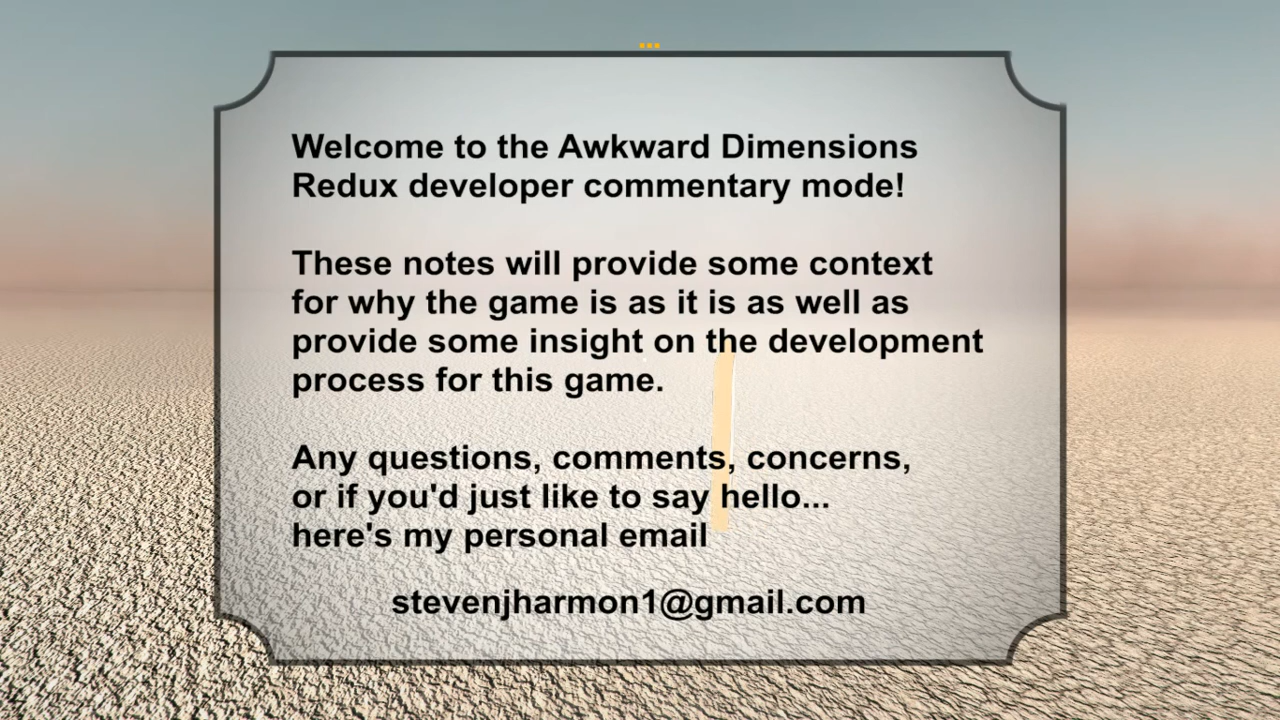 Welcome to the Awkward Dimensions
Redux developer commentary mode!
These notes will provide some context
for why the game is as it is as well as
provide some insight on the development
process for this game.
Any questions, comments, concerns,
or if you'd just like to say hello...
here's my personal email
stevenjharmon1@gmail.com